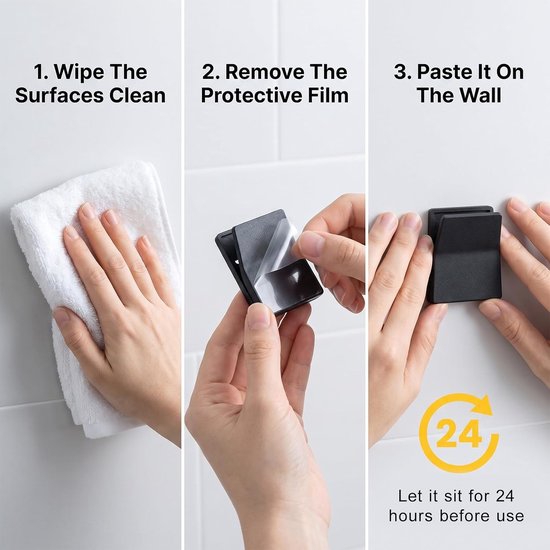 1. Wipe The
Surfaces Clean
2. Remove The
Protective Film
3. Paste It On
The Wall
24
Let it sit for 24
hours before use